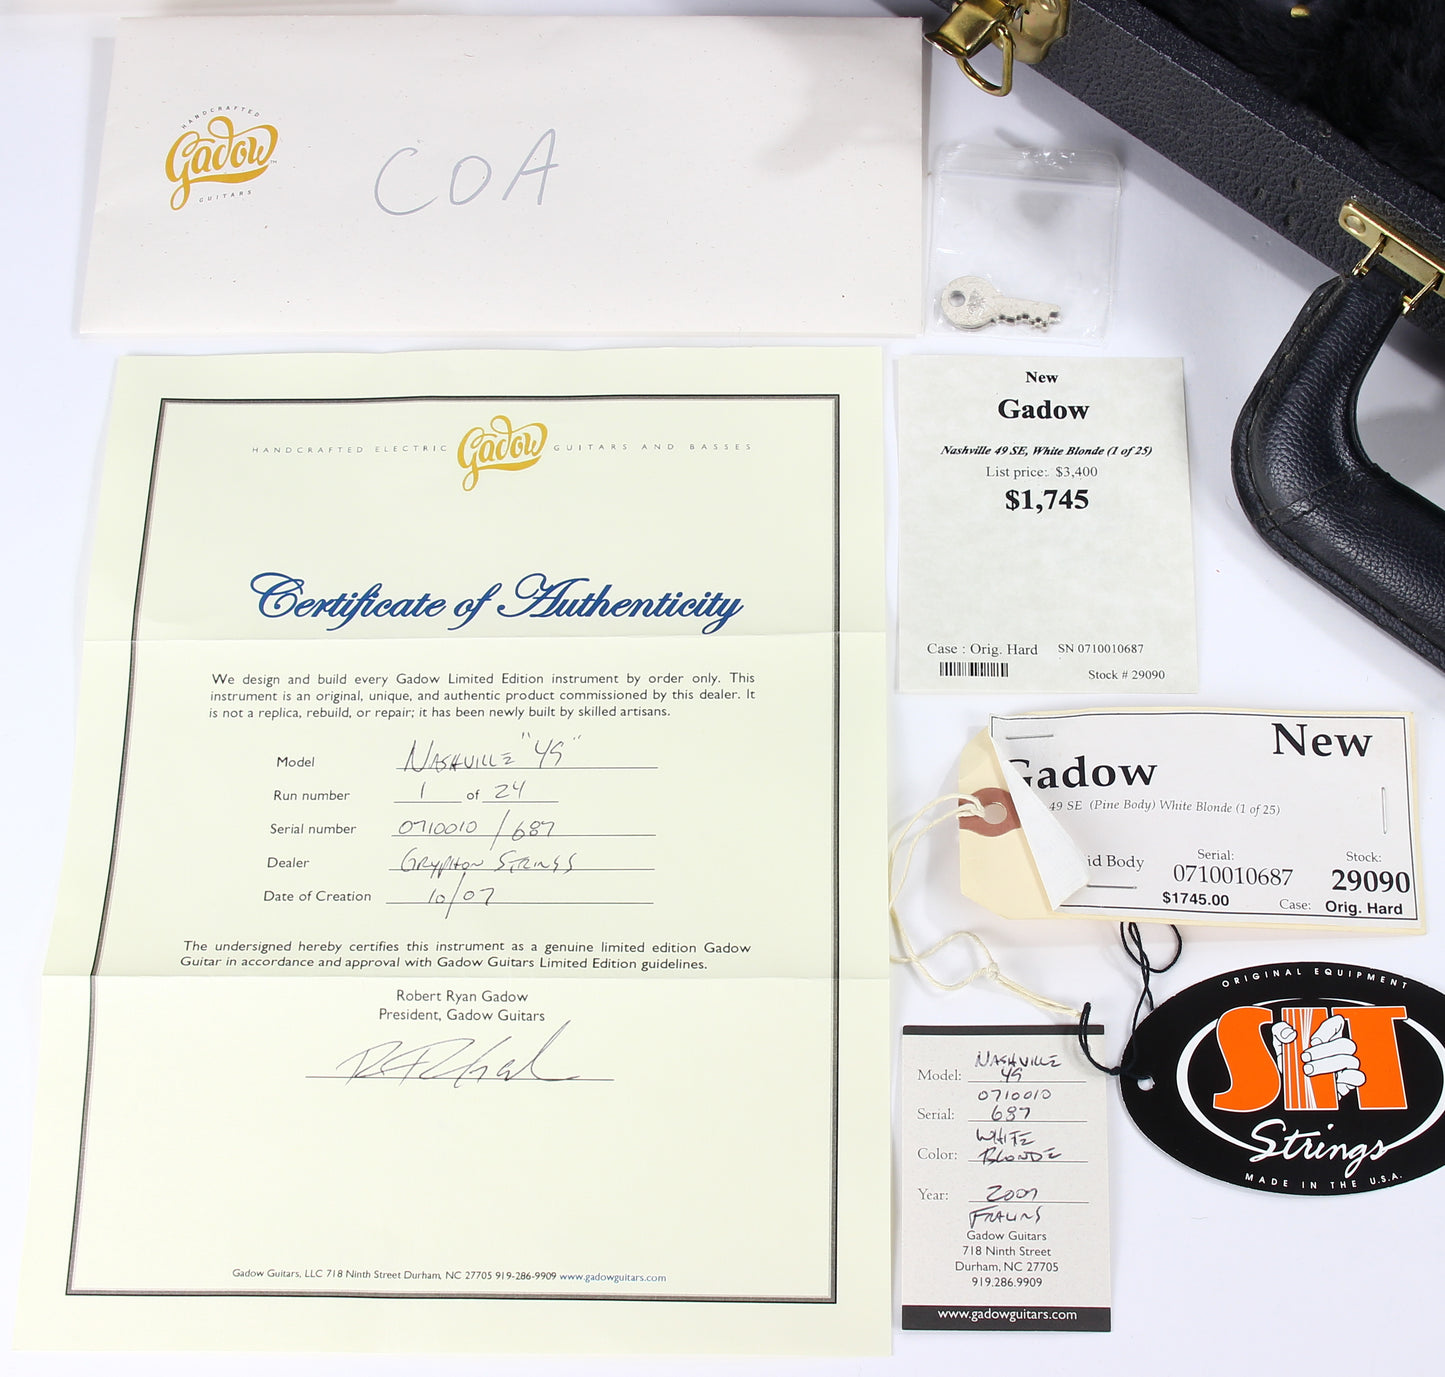 HANDCRAFTED
Gadow™
GUITARS
COA
HANDCRAFTED ELECTRIC Gadow GUITARS AND BASSES
Certificate of Authenticity
We design and build every Gadow Limited Edition instrument by order only. This
instrument is an original, unique, and authentic product commissioned by this dealer. It
is not a replica, rebuild, or repair; it has been newly built by skilled artisans.
Model NASHVILLE "49"
Run number 1 of 24
Serial number 0710010 / 687
Dealer GRYPHON STRINGS
Date of Creation 10/07
The undersigned hereby certifies this instrument as a genuine limited edition Gadow
Guitar in accordance and approval with Gadow Guitars Limited Edition guidelines.
Robert Ryan Gadow
President, Gadow Guitars
Gadow Guitars, LLC 718 Ninth Street Durham, NC 27705 919-286-9909 www.gadowguitars.com
New
Gadow
Nashville 49 SE, White Blonde (1 of 25)
List price: $3,400
$1,745
Case : Orig. Hard SN 0710010687
Stock # 29090
New
Gadow
49 SE (Pine Body) White Blonde (1 of 25)
id Body
Serial:
0710010687
Stock:
29090
$1745.00
Case: Orig. Hard
ORIGINAL EQUIPMENT
SIT
Strings
MADE IN THE U.S.A.
NASHVILLE
Model: 49
0710010
Serial: 687
WHITE
Color: BLONDE
Year: 2007
FRALINS
Gadow Guitars
718 Ninth Street
Durham, NC 27705
919.286.9909
www.gadowguitars.com